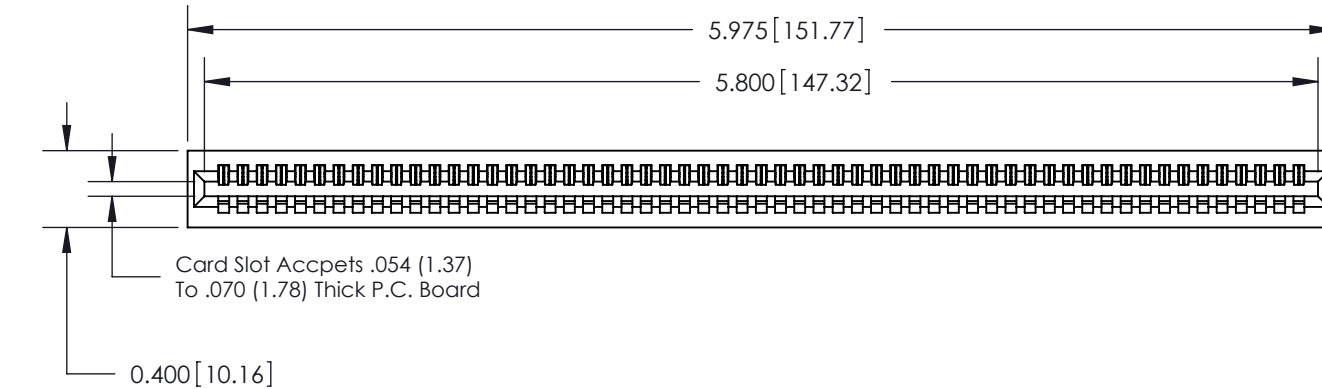 5.975[151.77]
5.800[147.32]
Card Slot Accpets .054 (1.37)
To .070 (1.78) Thick P.C. Board
0.400[10.16]